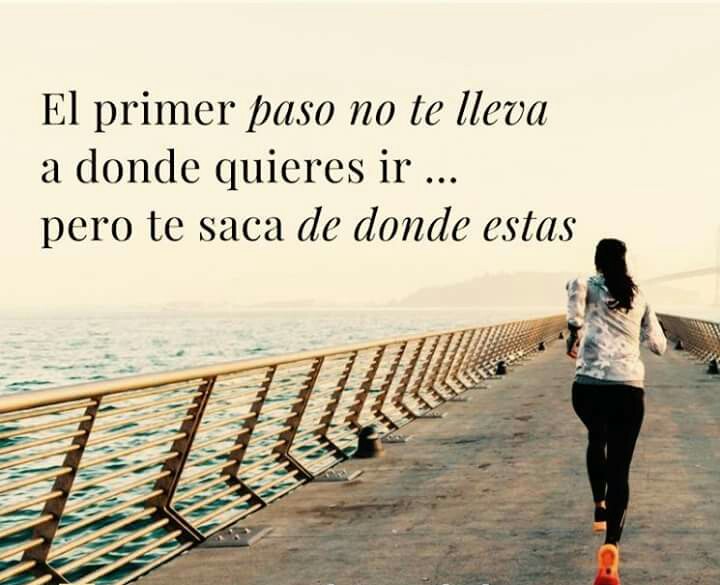 El primer paso no te lleva
a donde quieres ir ...
pero te saca de donde estas